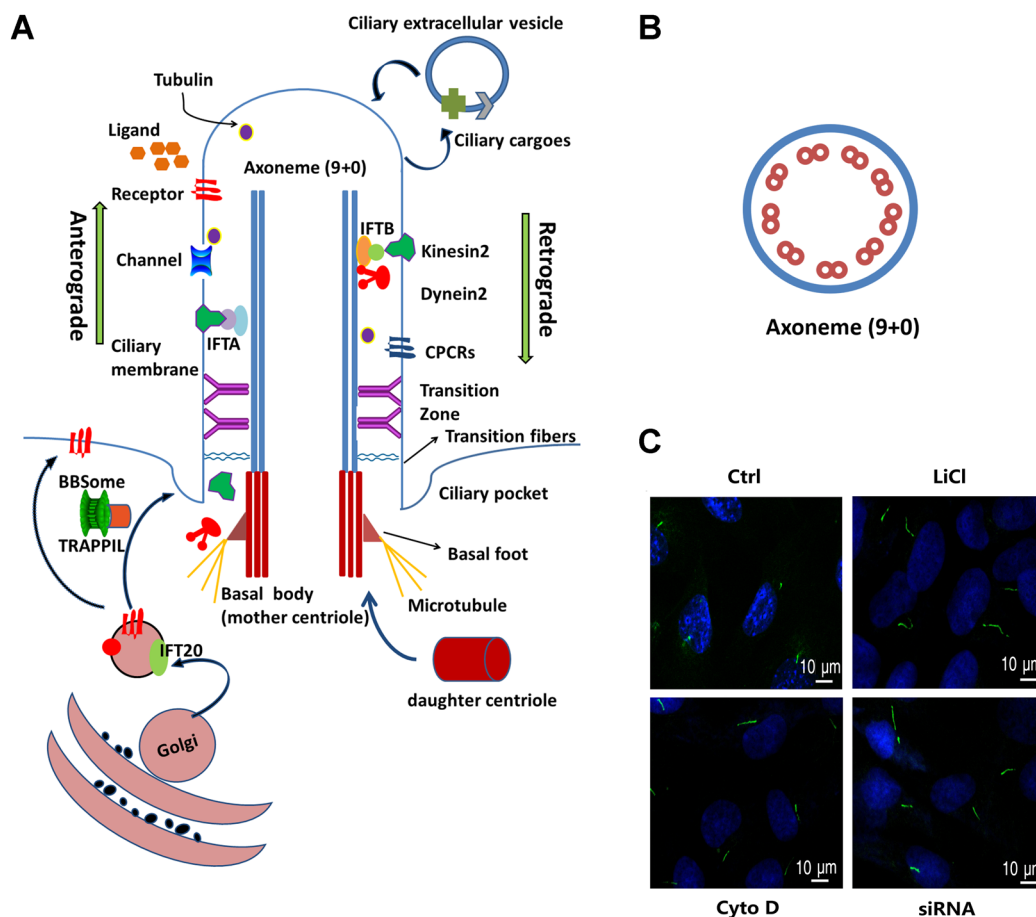 A
Ciliary extracellular vesicle
Tubulin
Ligand
Ciliary cargoes
Axoneme (9+0)
Receptor
Anterograde
Retrograde
IFTB
Channel
Kinesin2
Dynein2
IFTA
CPCRs
Ciliary
membrane
Transition
Zone
Transition fibers
BBSome
Ciliary pocket
TRAPPIL
Basal foot
Basal body
(mother centriole)
Microtubule
IFT20
daughter centriole
Golgi
B
Axoneme (9+0)
C
Ctrl
LiCl
10 µm
10 µm
10 µm
10 µm
Cyto D
siRNA